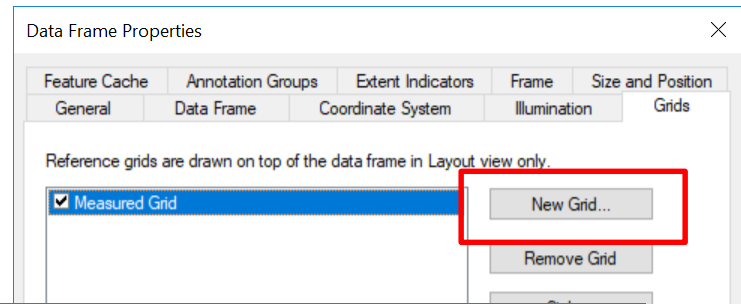 Data Frame Properties
Feature Cache Annotation Groups Extent Indicators Frame Size and Position
General Data Frame Coordinate System Illumination Grids
Reference grids are drawn on top of the data frame in Layout view only.
Measured Grid
New Grid...
Remove Grid